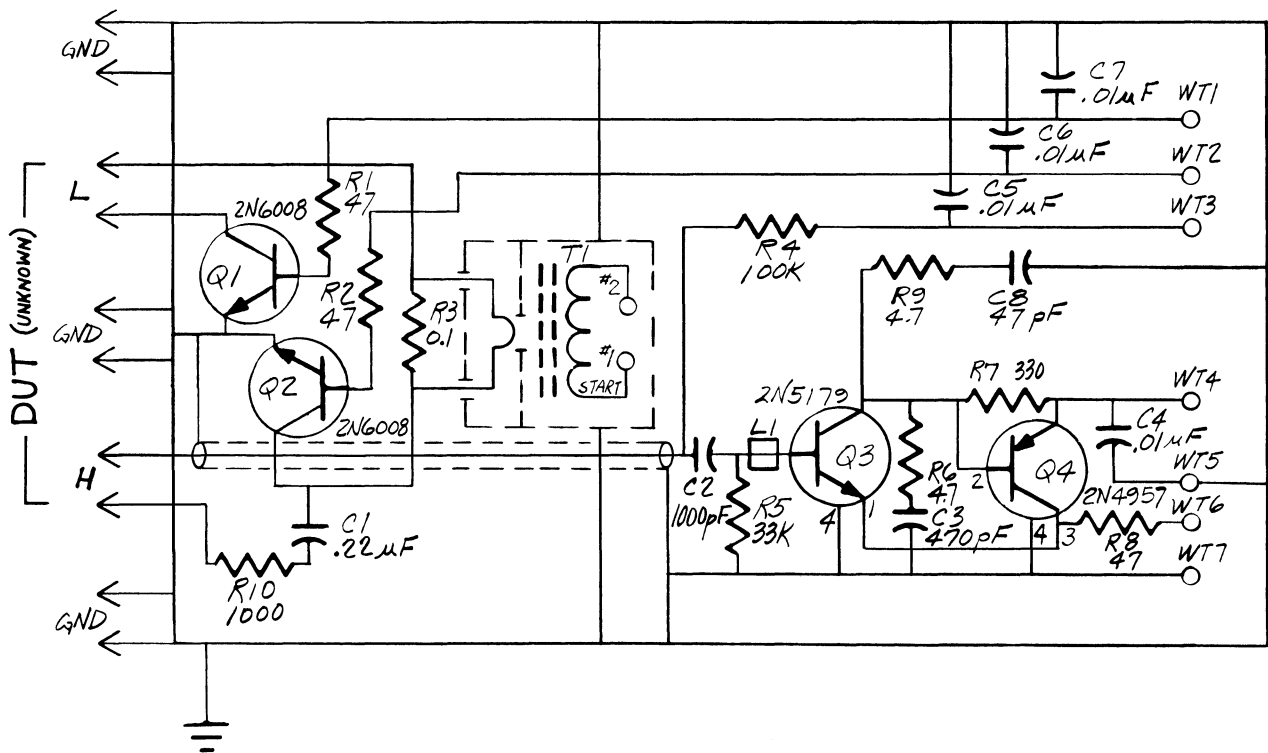 GND
C7
.01µF
WT1
C6
.01µF
WT2
L
R1
47
C5
.01µF
WT3
2N6008
Q1
R2
47
R3
0.1
T1
#2
#1
START
R4
100K
R9
4.7
C8
47pF
DUT (UNKNOWN)
GND
Q2
2N6008
R7 330
WT4
2N5179
L1
Q3
R6
4.7
Q4
C4
.01µF
WT5
H
C2
1000pF
R5
33K
4
1
C3
470pF
2
2N4957
4
3
R8
47
WT6
C1
.22µF
WT7
R10
1000
GND